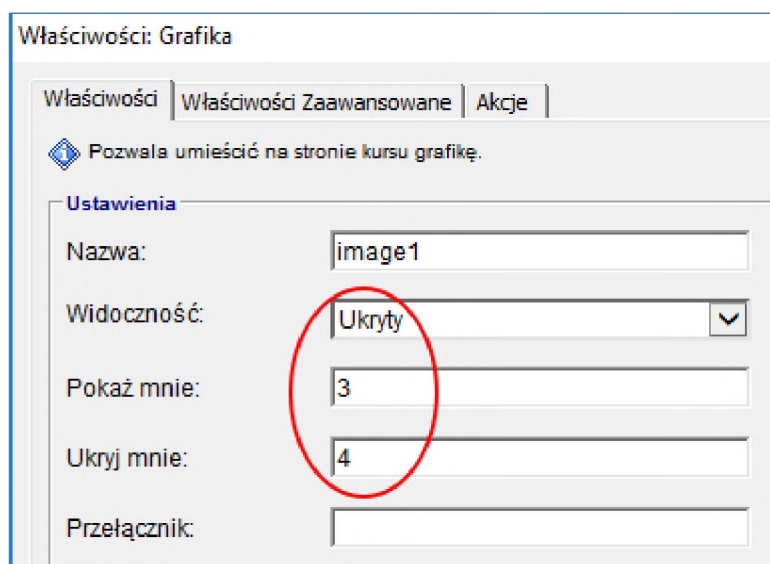 Właściwości: Grafika
Właściwości Właściwości Zaawansowane Akcje
Pozwala umieścić na stronie kursu grafikę.
Ustawienia
Nazwa: image1
Widoczność: Ukryty
Pokaż mnie: 3
Ukryj mnie: 4
Przełącznik: